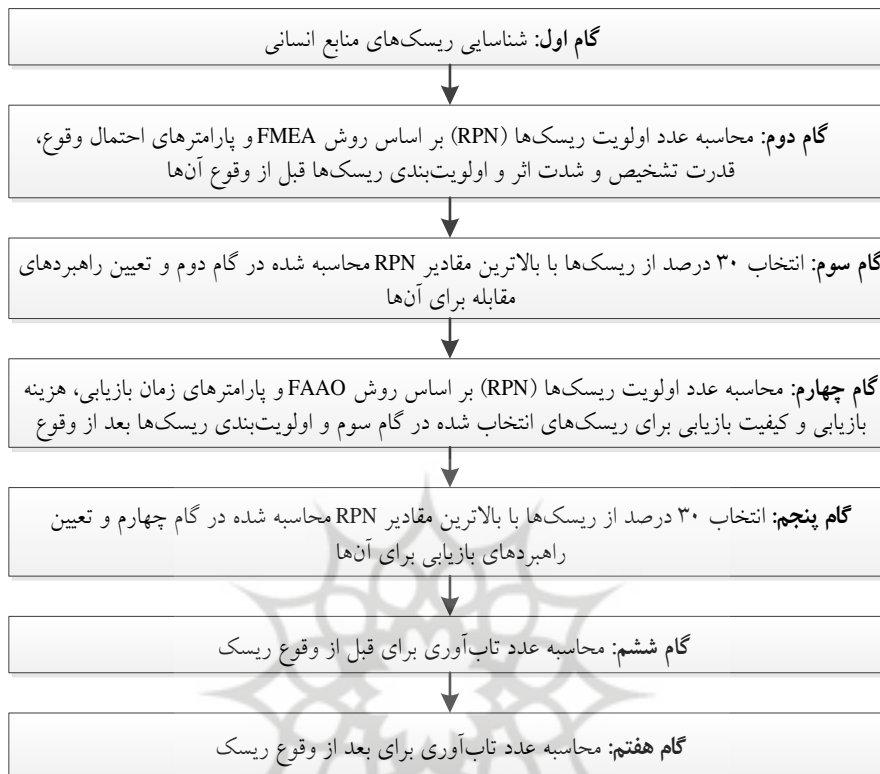 گام اول: شناسایی ریسک‌های منابع انسانی
گام دوم: محاسبه عدد اولویت ریسک‌ها (RPN) بر اساس روش FMEA و پارامترهای احتمال وقوع،
قدرت تشخیص و شدت اثر و اولویت‌بندی ریسک‌ها قبل از وقوع آن‌ها
گام سوم: انتخاب ۳۰ درصد از ریسک‌ها با بالاترین مقادیر RPN محاسبه شده در گام دوم و تعیین راهبردهای
مقابله برای آن‌ها
گام چهارم: محاسبه عدد اولویت ریسک‌ها (RPN) بر اساس روش FAAO و پارامترهای زمان بازیابی، هزینه
بازیابی و کیفیت بازیابی برای ریسک‌های انتخاب شده در گام سوم و اولویت‌بندی ریسک‌ها بعد از وقوع
گام پنجم: انتخاب ۳۰ درصد از ریسک‌ها با بالاترین مقادیر RPN محاسبه شده در گام چهارم و تعیین
راهبردهای بازیابی برای آن‌ها
گام ششم: محاسبه عدد تاب‌آوری برای قبل از وقوع ریسک
گام هفتم: محاسبه عدد تاب‌آوری برای بعد از وقوع ریسک